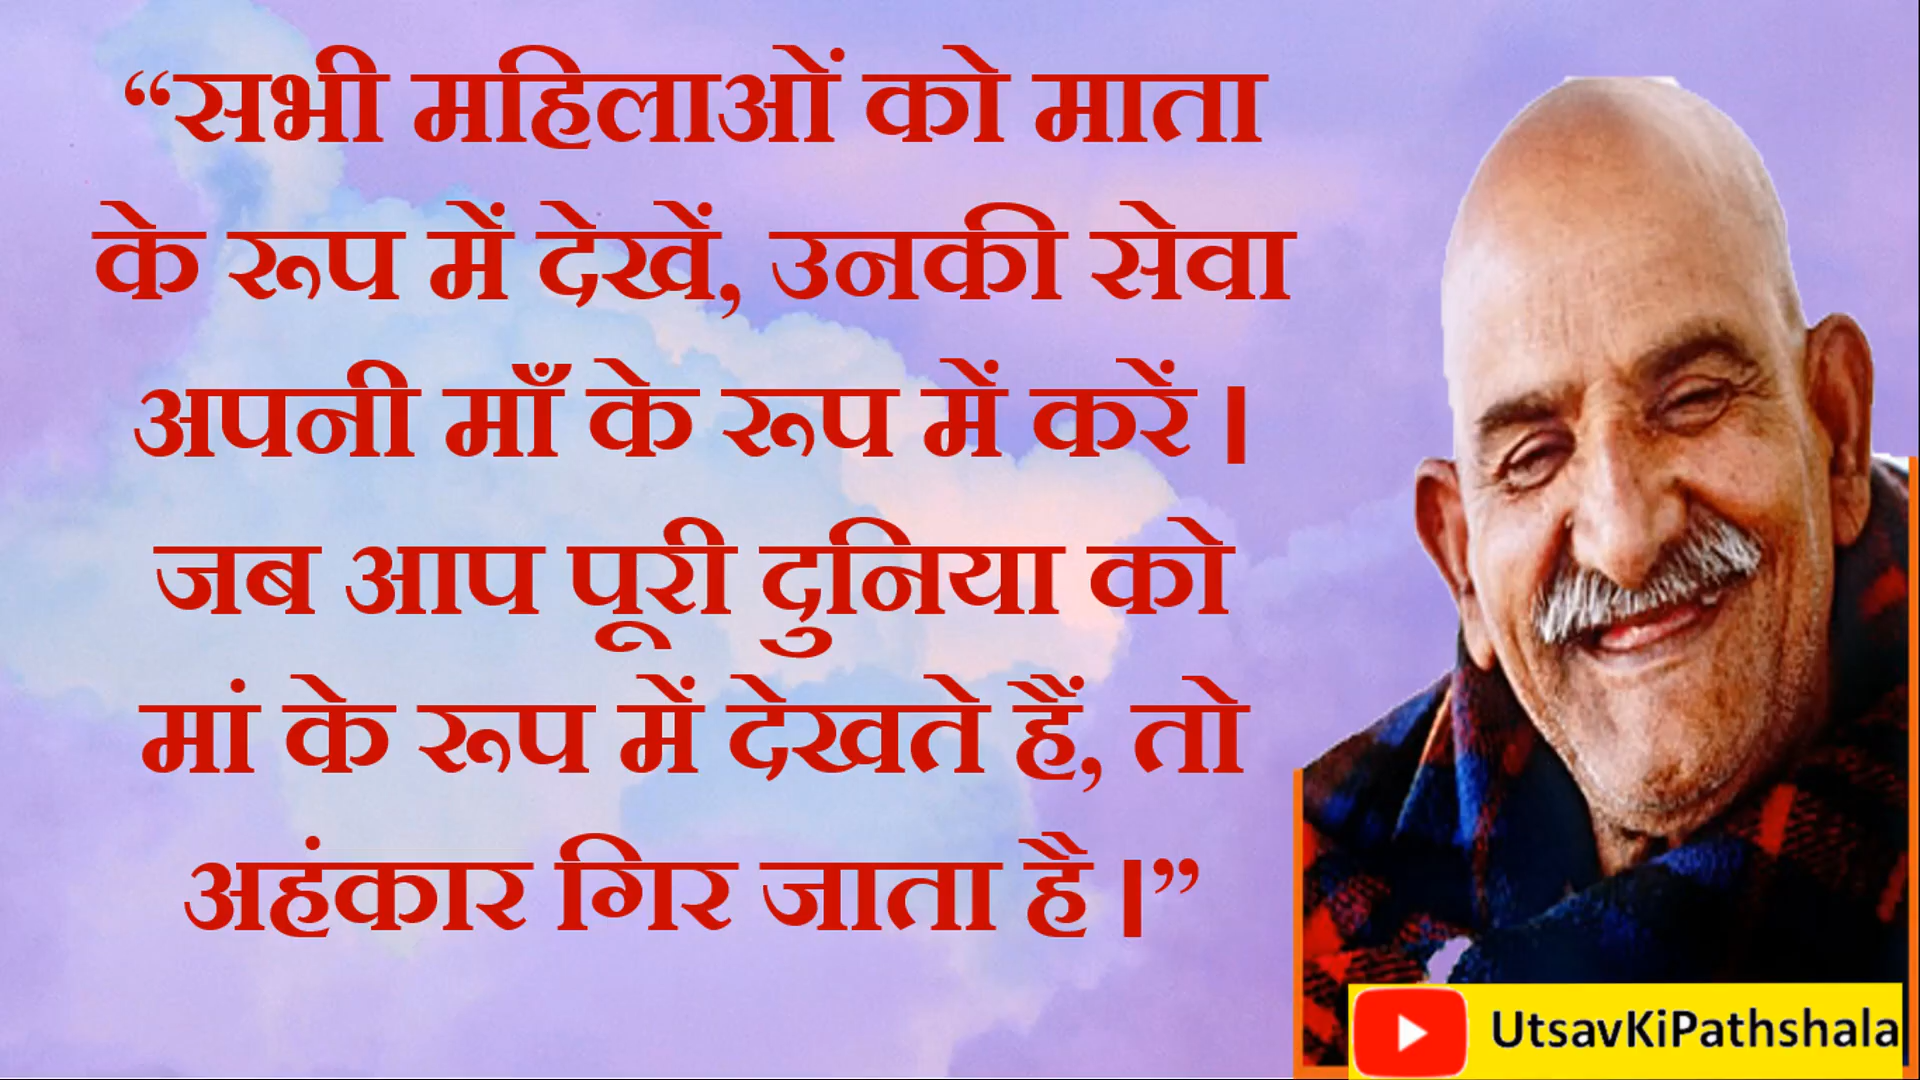 “सभी महिलाओं को माता
के रूप में देखें, उनकी सेवा
अपनी माँ के रूप में करें।
जब आप पूरी दुनिया को
मां के रूप में देखते हैं, तो
अहंकार गिर जाता है।”
UtsavKiPathshala